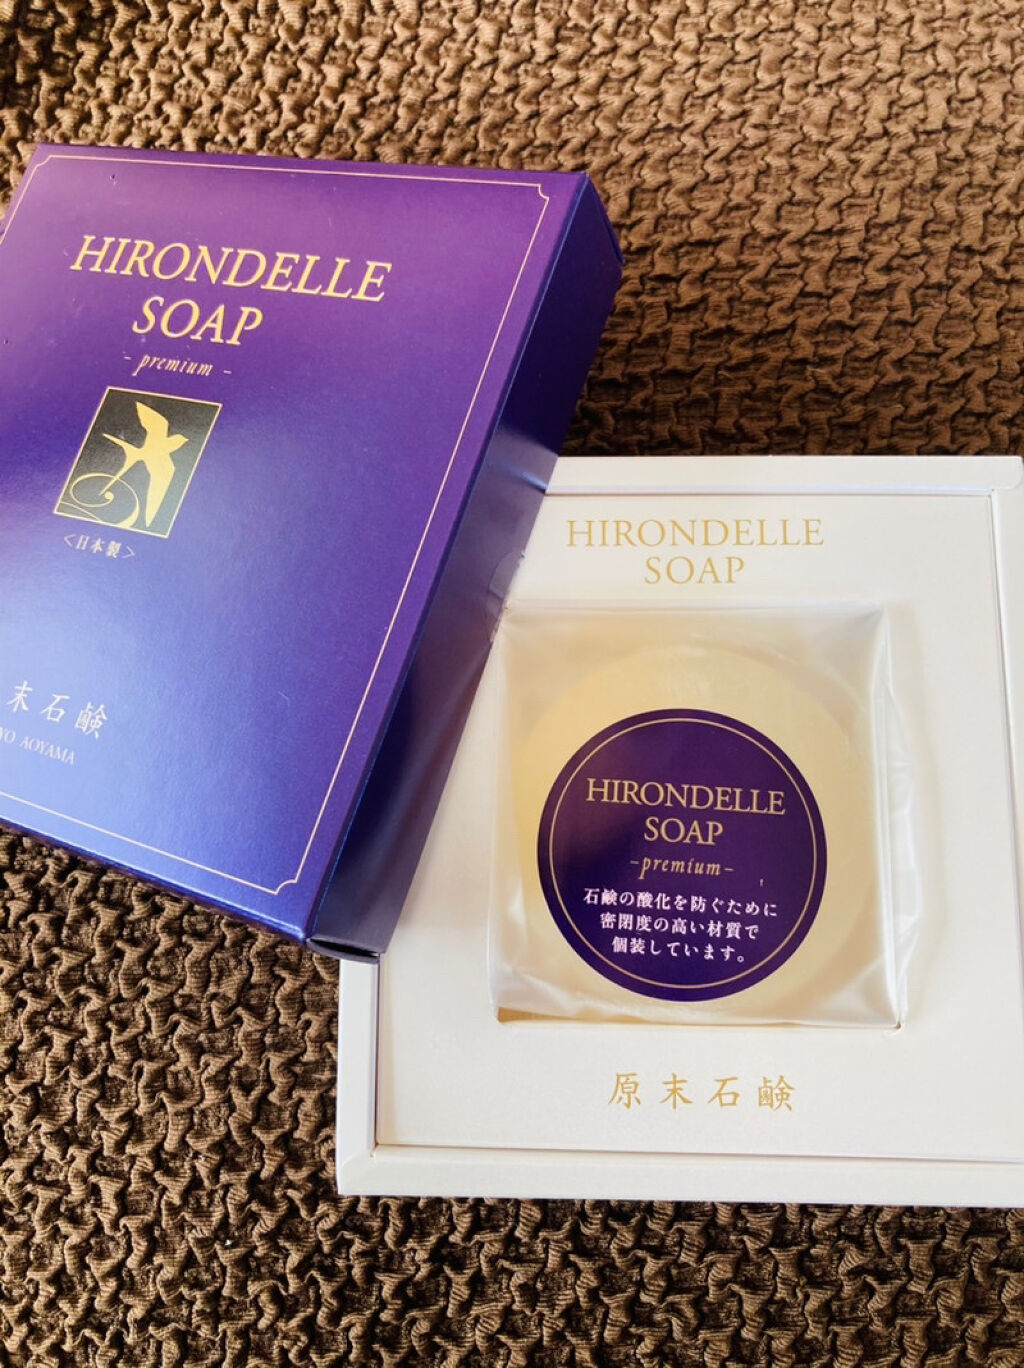 HIRONDELLE
SOAP
- premium -
<日本製>
末石鹸
YO AOYAMA
HIRONDELLE
SOAP
HIRONDELLE
SOAP
-premium-
石鹸の酸化を防ぐために
密閉度の高い材質で
個装しています。
原末石鹸